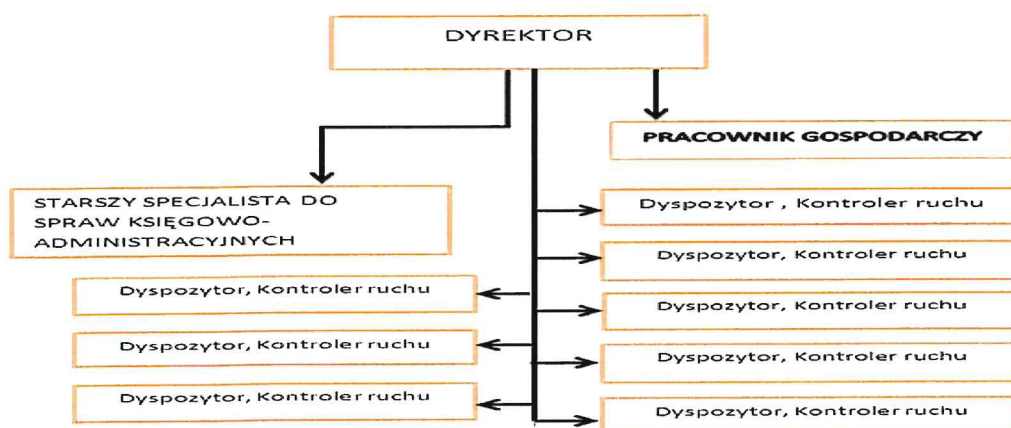 DYREKTOR
PRACOWNIK GOSPODARCZY
STARSZY SPECJALISTA DO
SPRAW KSIĘGOWO-
ADMINISTRACYJNYCH
Dyspozytor , Kontroler ruchu
Dyspozytor, Kontroler ruchu
Dyspozytor, Kontroler ruchu
Dyspozytor, Kontroler ruchu
Dyspozytor, Kontroler ruchu
Dyspozytor, Kontroler ruchu
Dyspozytor, Kontroler ruchu
Dyspozytor, Kontroler ruchu